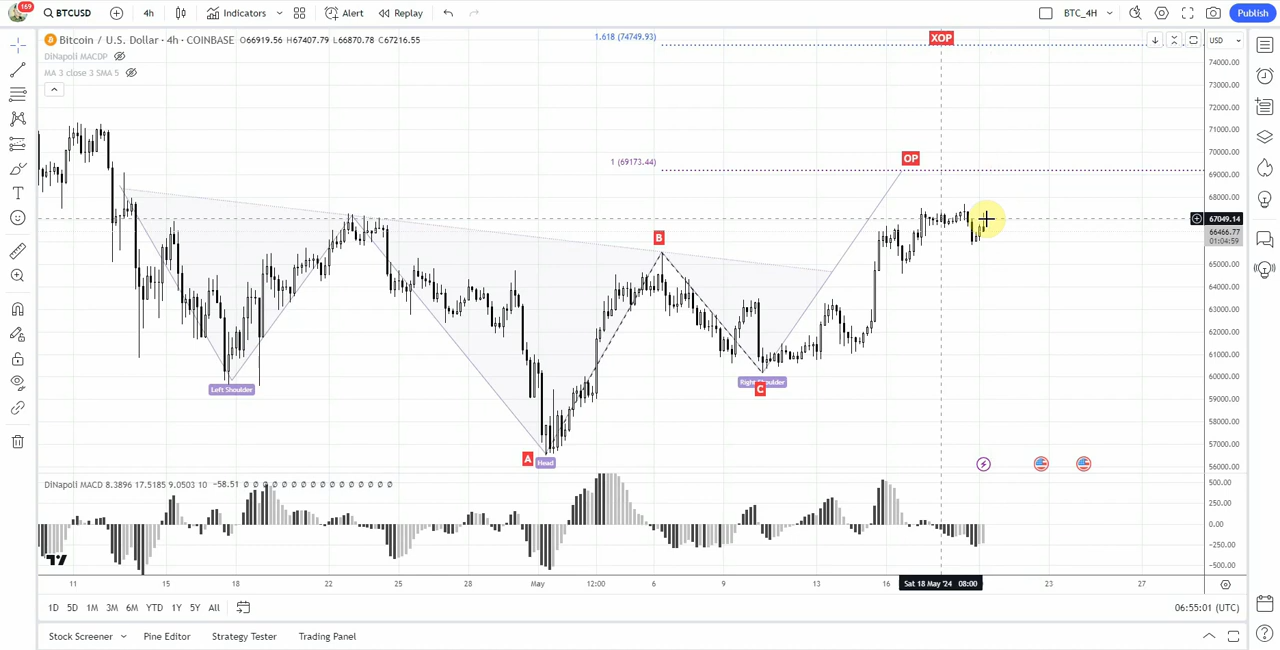 169
BTCUSD
4h
Indicators
Alert
Replay
BTC_4H
Publish
Bitcoin / U.S. Dollar · 4h · COINBASE O66919.56 H67407.79 L66870.78 C67216.55
DiNapoli MACDP
MA 3 close 3 SMA 5
1.618 (74749.93)
XOP
USD
74000.00
73000.00
72000.00
71000.00
70000.00
1 (69173.44)
OP
69000.00
68000.00
67049.14
66466.77
01:04:59
65000.00
64000.00
63000.00
62000.00
61000.00
60000.00
59000.00
58000.00
57000.00
56000.00
B
Left Shoulder
Right Shoulder
C
A
Head
DiNapoli MACD 8.3896 17.5185 9.0503 10 −58.51 ∅ ∅ ∅ ∅ ∅ ∅ ∅ ∅ ∅ ∅ ∅ ∅ ∅ ∅ ∅ ∅
500.00
250.00
0.00
−250.00
−500.00
11 15 18 22 25 28 May 12:00 6 9 13 16 Sat 18 May '24 08:00 23 27
1D 5D 1M 3M 6M YTD 1Y 5Y All
06:55:01 (UTC)
Stock Screener Pine Editor Strategy Tester Trading Panel